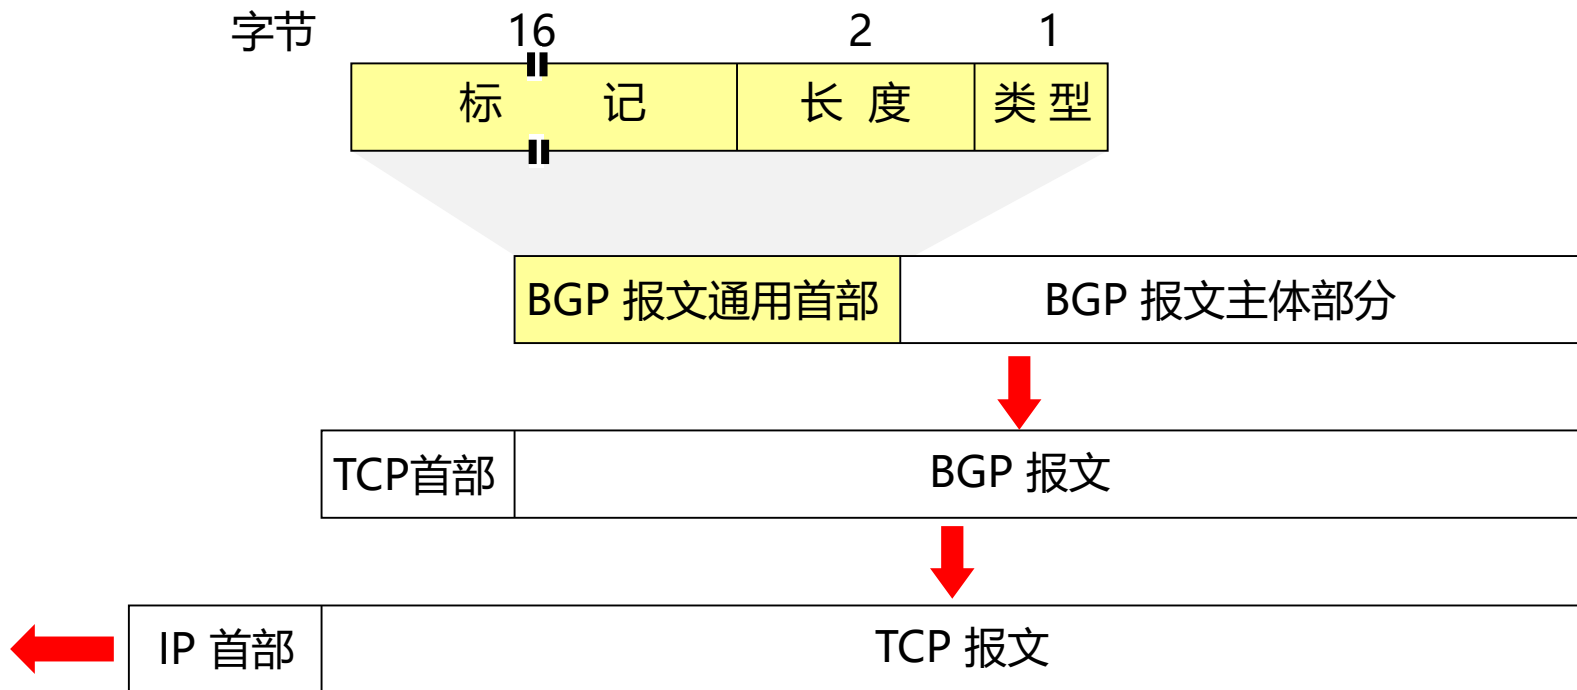 字节 16 2 1
标 记 长 度 类 型
BGP 报文通用首部 BGP 报文主体部分
TCP首部 BGP 报文
IP 首部 TCP 报文